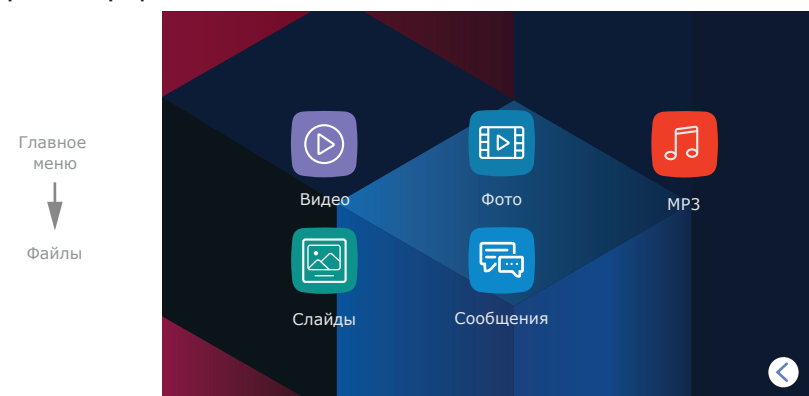 Главное
меню
Файлы
Видео
Фото
MP3
Слайды
Сообщения